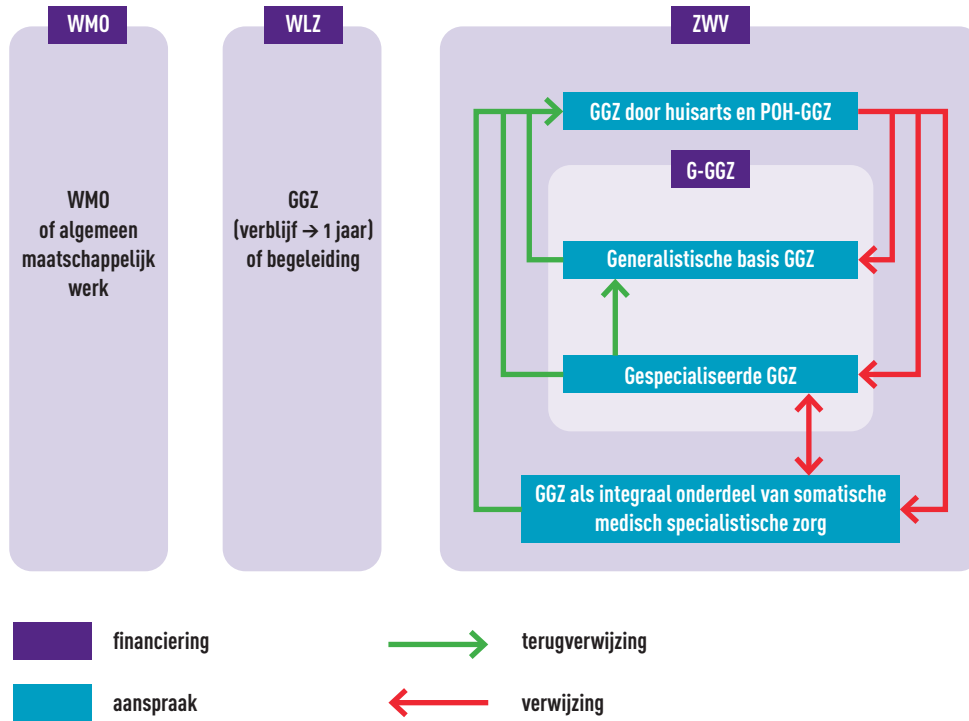 WMO
WMO
of algemeen
maatschappelijk
werk
WLZ
GGZ
(verblijf → 1 jaar)
of begeleiding
ZWV
GGZ door huisarts en POH-GGZ
G-GGZ
Generalistische basis GGZ
Gespecialiseerde GGZ
GGZ als integraal onderdeel van somatische
medisch specialistische zorg
financiering
terugverwijzing
aanspraak
verwijzing